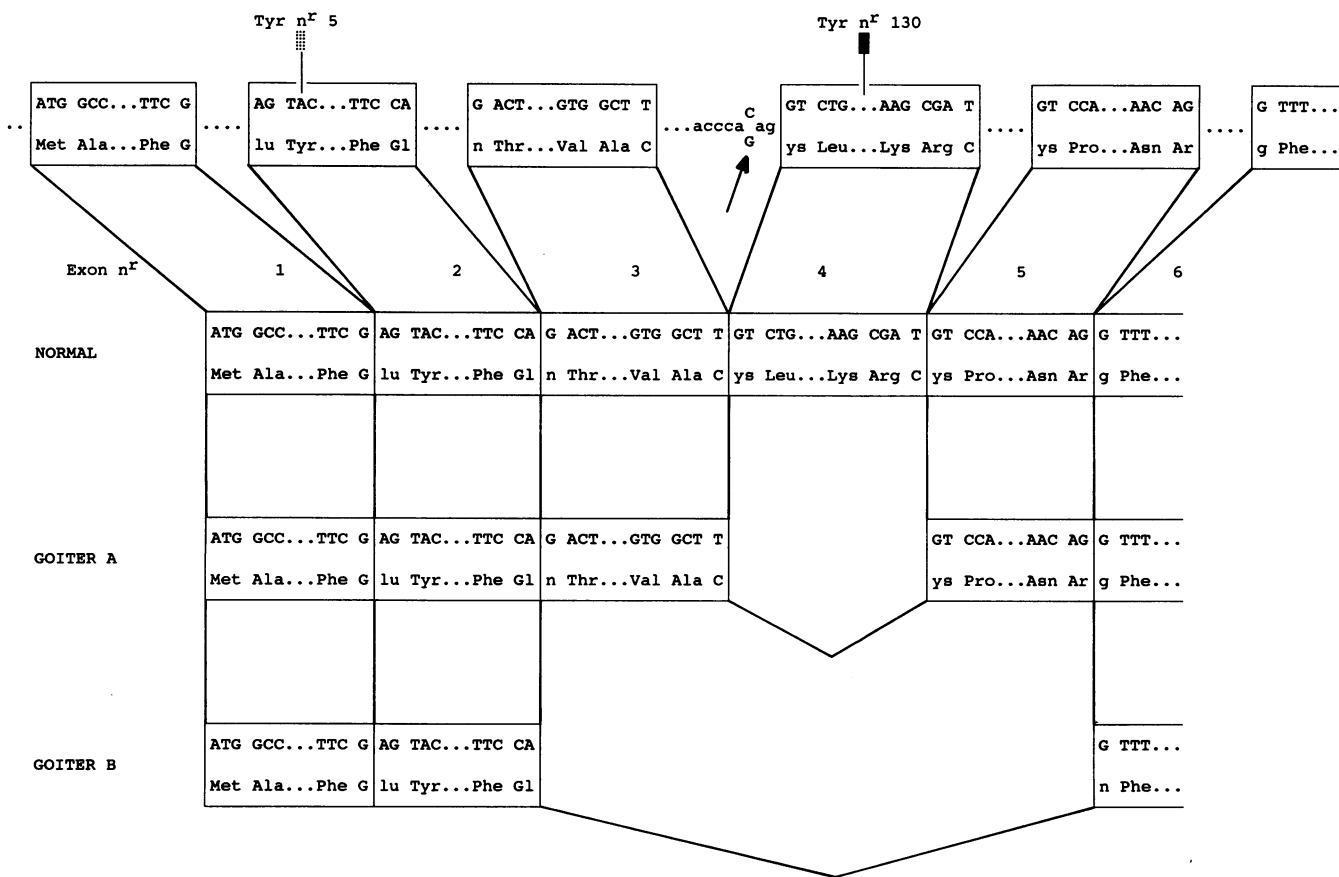 Tyr nr 5 Tyr nr 130
C
ATG GCC...TTC G AG TAC...TTC CA G ACT...GTG GCT T GT CTG...AAG CGA T GT CCA...AAC AG G TTT...
.. .... .... ...accca ag .... ....
G
Met Ala...Phe G lu Tyr...Phe Gl n Thr...Val Ala C ys Leu...Lys Arg C ys Pro...Asn Ar g Phe...
Exon nr 1 2 3 4 5 6
ATG GCC...TTC G AG TAC...TTC CA G ACT...GTG GCT T GT CTG...AAG CGA T GT CCA...AAC AG G TTT...
NORMAL
Met Ala...Phe G lu Tyr...Phe Gl n Thr...Val Ala C ys Leu...Lys Arg C ys Pro...Asn Ar g Phe...
ATG GCC...TTC G AG TAC...TTC CA G ACT...GTG GCT T GT CCA...AAC AG G TTT...
GOITER A
Met Ala...Phe G lu Tyr...Phe Gl n Thr...Val Ala C ys Pro...Asn Ar g Phe...
ATG GCC...TTC G AG TAC...TTC CA G TTT...
GOITER B
Met Ala...Phe G lu Tyr...Phe Gl n Phe...